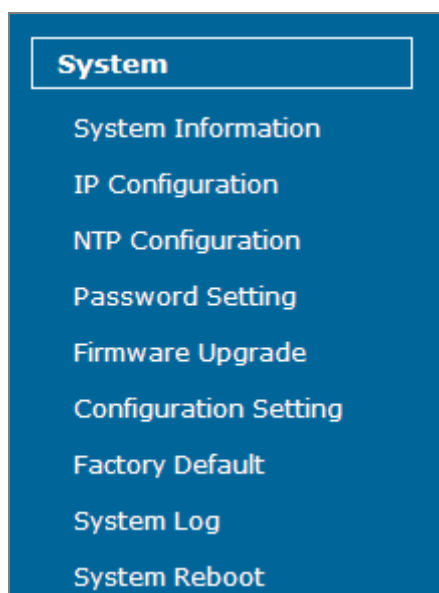 System
System Information
IP Configuration
NTP Configuration
Password Setting
Firmware Upgrade
Configuration Setting
Factory Default
System Log
System Reboot